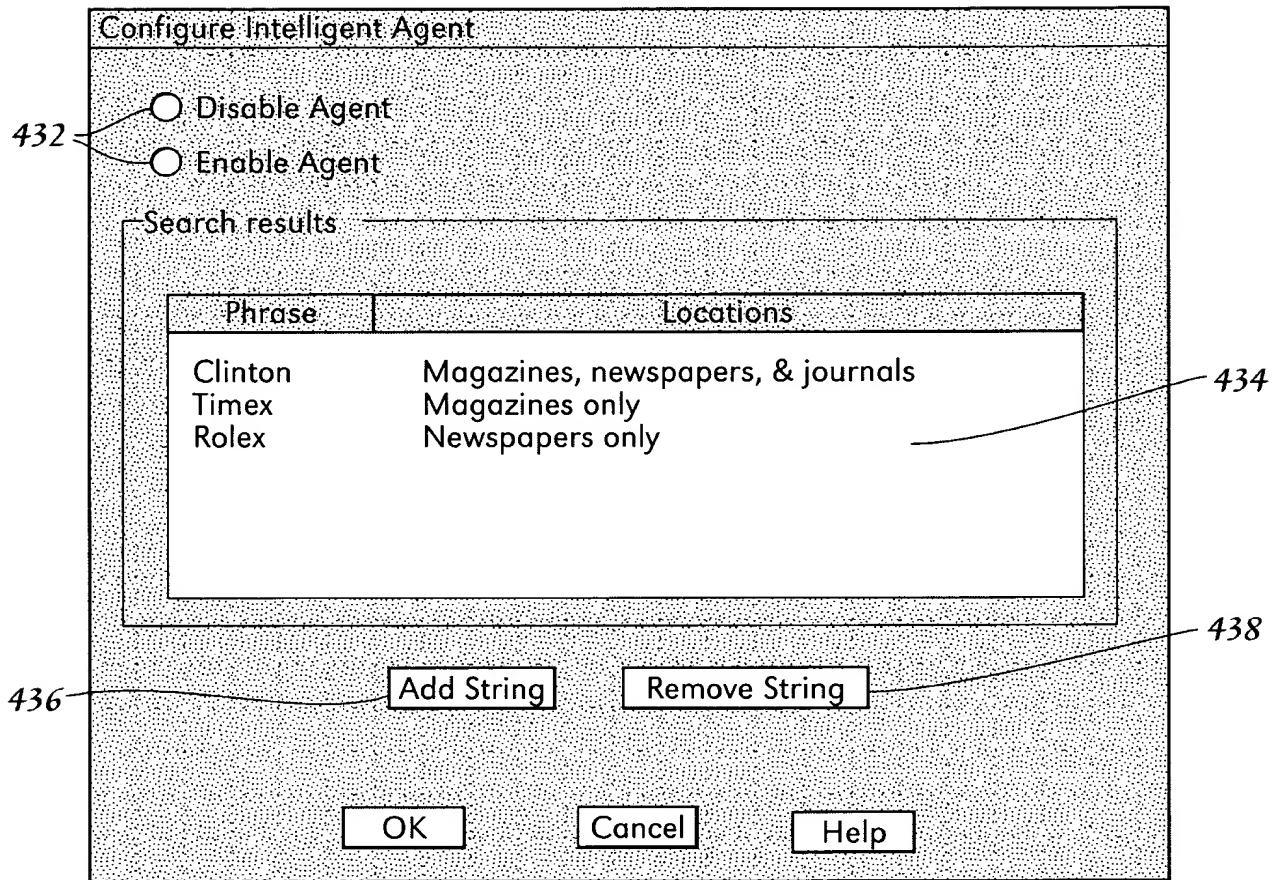 Configure Intelligent Agent
Disable Agent
432
Enable Agent
Search results
Phrase Locations
Clinton Magazines, newspapers, & journals
434
Timex Magazines only
Rolex Newspapers only
438
436 Add String Remove String
OK Cancel Help